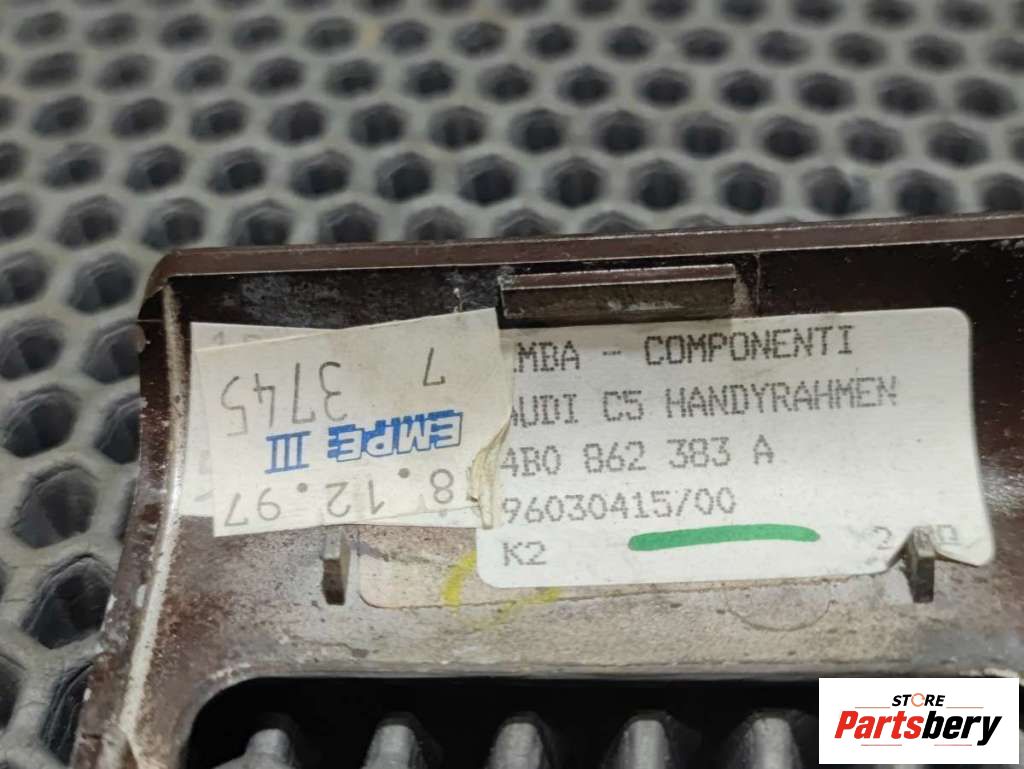 .MBA - COMPONENTI
AUDI C5 HANDYRAHMEN
4B0 862 383 A
96030415/00
K2
8.12.97
EMPE III
3745
7
STORE
Partsbery